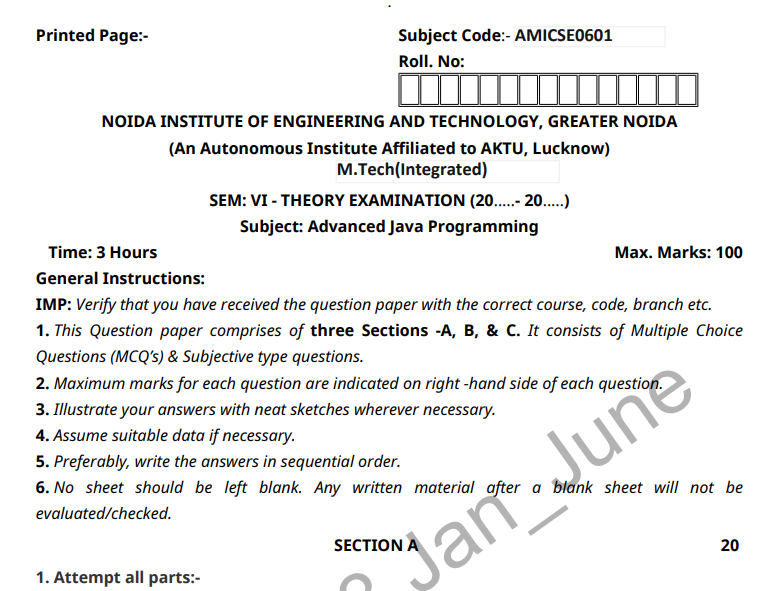 Printed Page:- Subject Code:- AMICSE0601
Roll. No:
NOIDA INSTITUTE OF ENGINEERING AND TECHNOLOGY, GREATER NOIDA
(An Autonomous Institute Affiliated to AKTU, Lucknow)
M.Tech(Integrated)
SEM: VI - THEORY EXAMINATION (20.....- 20.....)
Subject: Advanced Java Programming
Time: 3 Hours Max. Marks: 100
General Instructions:
IMP: Verify that you have received the question paper with the correct course, code, branch etc.
1. This Question paper comprises of three Sections -A, B, & C. It consists of Multiple Choice
Questions (MCQ's) & Subjective type questions.
2. Maximum marks for each question are indicated on right -hand side of each question.
3. Illustrate your answers with neat sketches wherever necessary.
4. Assume suitable data if necessary.
5. Preferably, write the answers in sequential order.
6. No sheet should be left blank. Any written material after a blank sheet will not be
evaluated/checked.
SECTION A 20
1. Attempt all parts:-
Jan_June